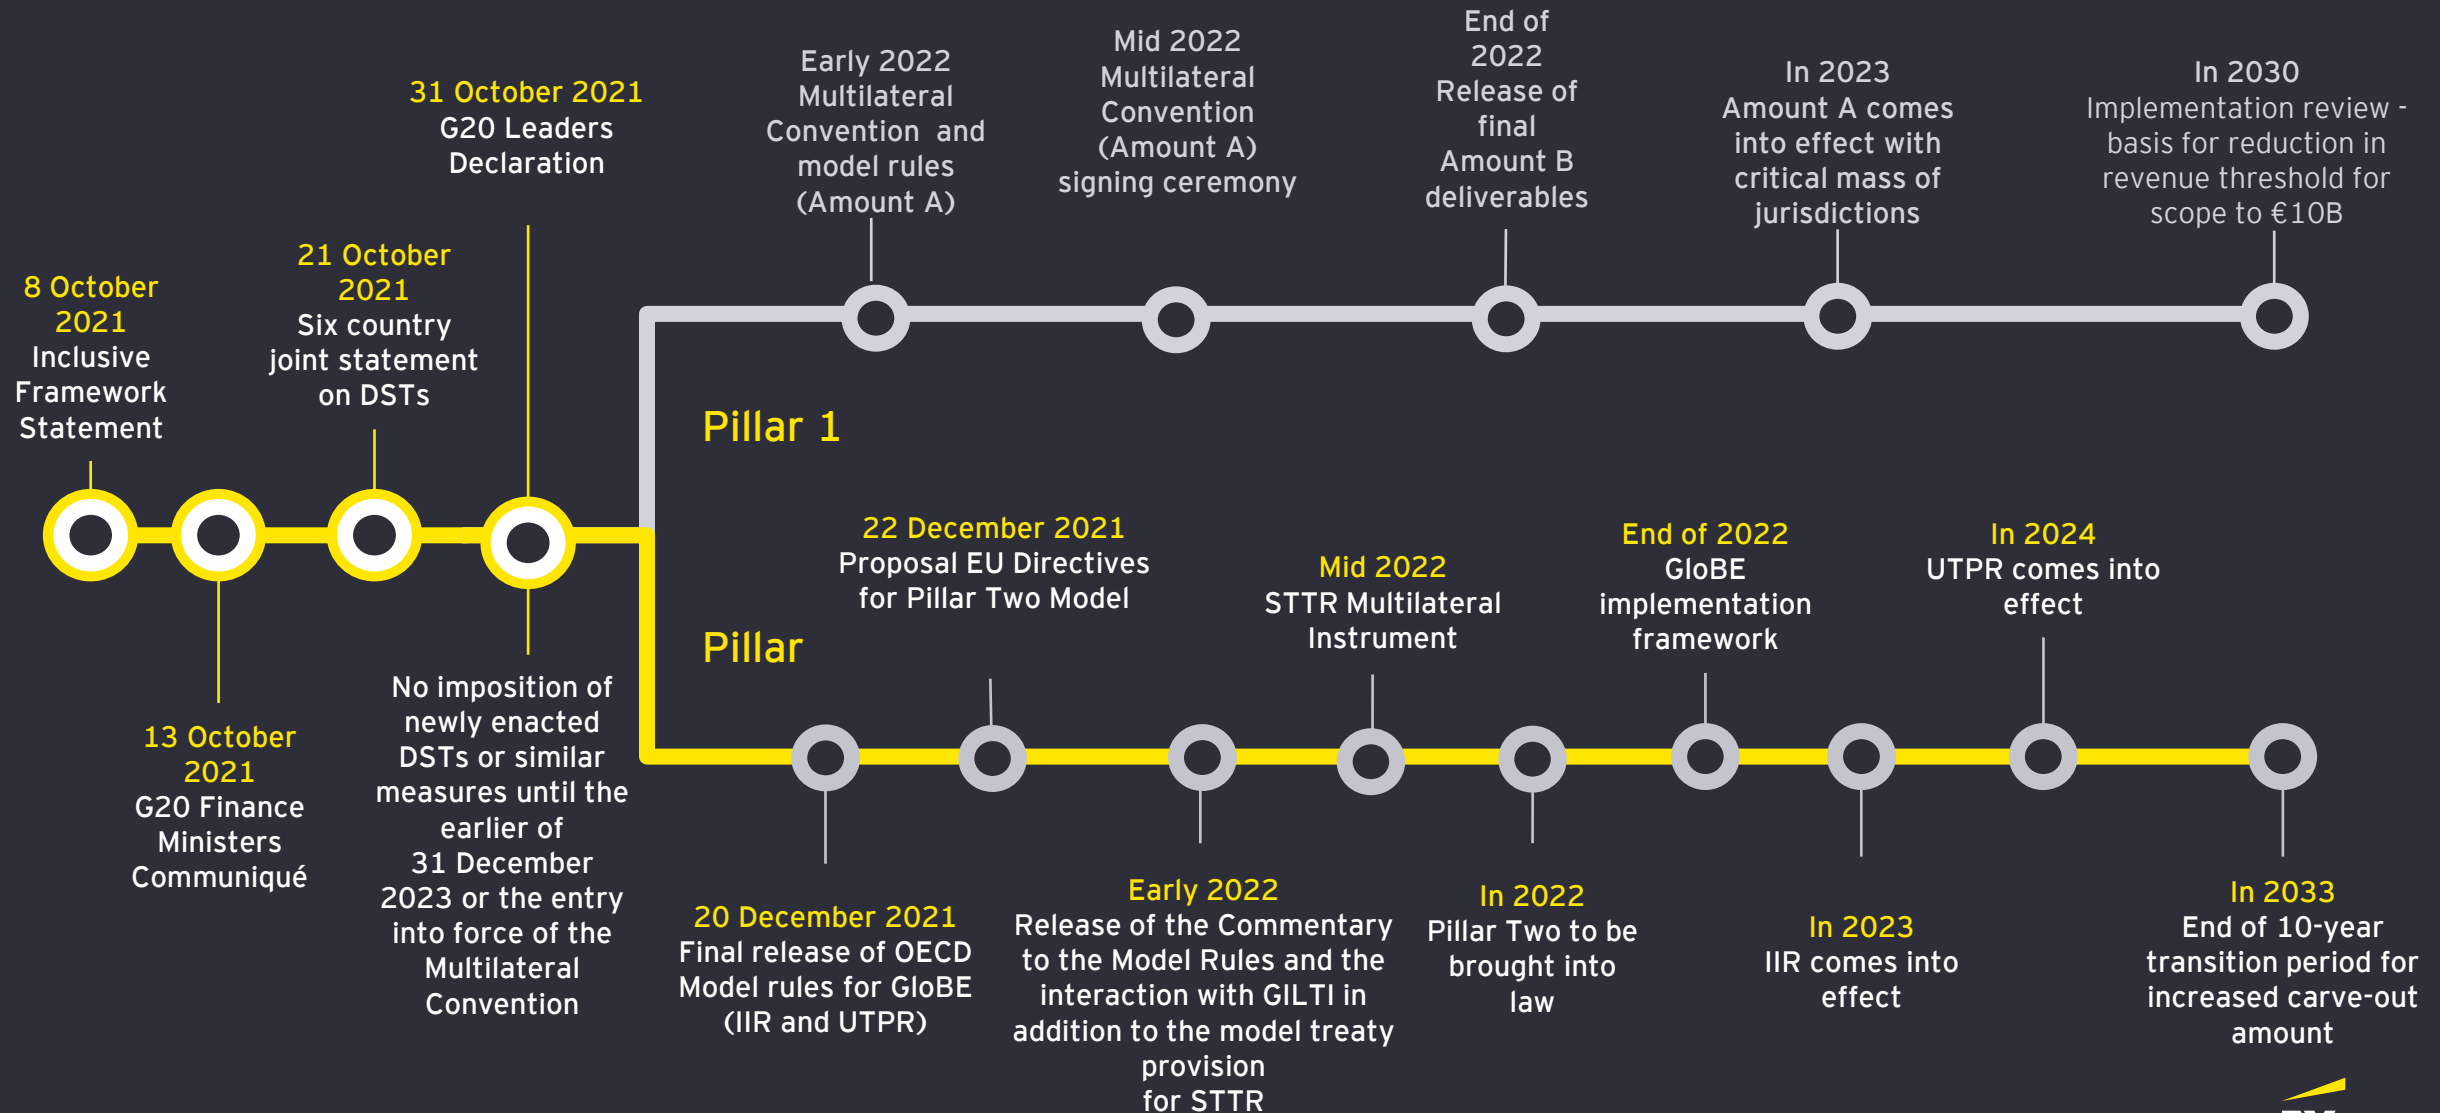 8 October
2021
Inclusive
Framework
Statement
13 October
2021
G20 Finance
Ministers
Communiqué
21 October
2021
Six country
joint statement
on DSTs
31 October 2021
G20 Leaders
Declaration
No imposition of
newly enacted
DSTs or similar
measures until the
earlier of
31 December
2023 or the entry
into force of the
Multilateral
Convention
Pillar 1
Early 2022
Multilateral
Convention and
model rules
(Amount A)
Mid 2022
Multilateral
Convention
(Amount A)
signing ceremony
End of
2022
Release of
final
Amount B
deliverables
In 2023
Amount A comes
into effect with
critical mass of
jurisdictions
In 2030
Implementation review -
basis for reduction in
revenue threshold for
scope to €10B
Pillar
20 December 2021
Final release of OECD
Model rules for GloBE
(IIR and UTPR)
22 December 2021
Proposal EU Directives
for Pillar Two Model
Early 2022
Release of the Commentary
to the Model Rules and the
interaction with GILTI in
addition to the model treaty
provision
for STTR
Mid 2022
STTR Multilateral
Instrument
In 2022
Pillar Two to be
brought into
law
End of 2022
GloBE
implementation
framework
In 2023
IIR comes into
effect
In 2024
UTPR comes into
effect
In 2033
End of 10-year
transition period for
increased carve-out
amount